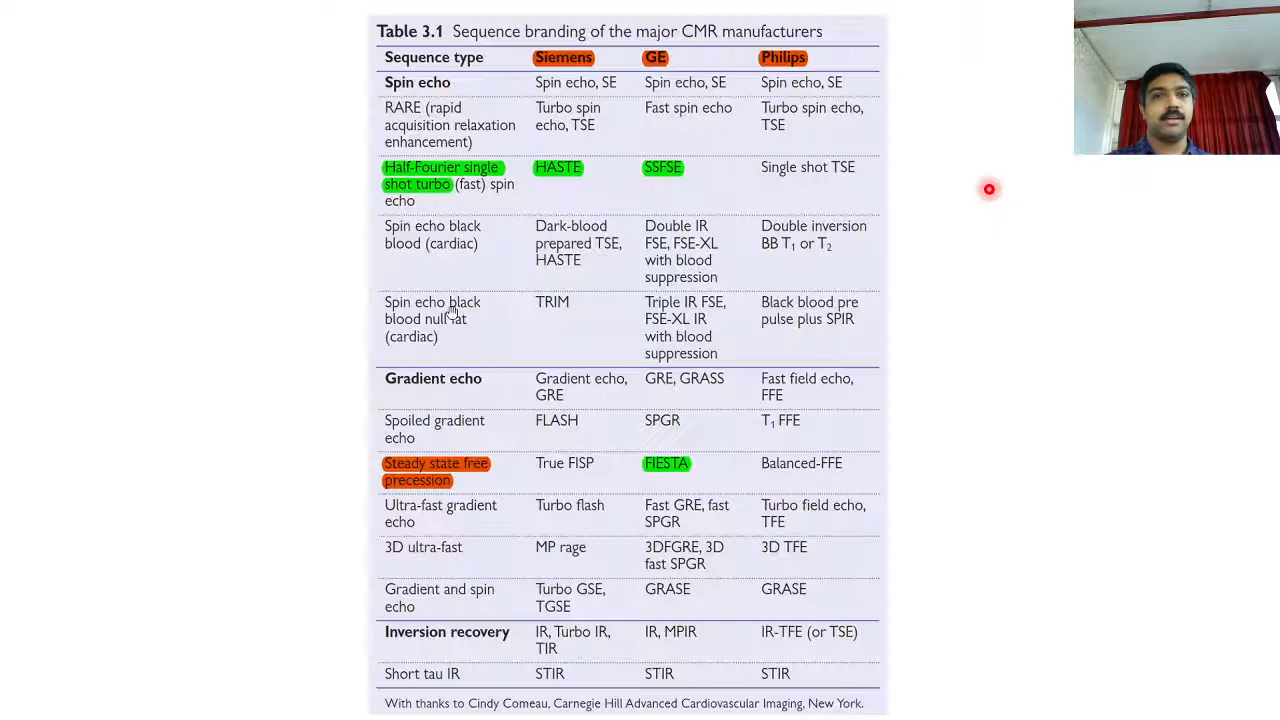 Table 3.1 Sequence branding of the major CMR manufacturers
Sequence type Siemens GE Philips
Spin echo Spin echo, SE Spin echo, SE Spin echo, SE
RARE (rapid Turbo spin Fast spin echo Turbo spin echo,
acquisition relaxation echo, TSE TSE
enhancement)
Half-Fourier single HASTE SSFSE Single shot TSE
shot turbo (fast) spin
echo
Spin echo black Dark-blood Double IR Double inversion
blood (cardiac) prepared TSE, FSE, FSE-XL BB T₁ or T₂
HASTE with blood
suppression
Spin echo black TRIM Triple IR FSE, Black blood pre
blood null fat FSE-XL IR pulse plus SPIR
(cardiac) with blood
suppression
Gradient echo Gradient echo, GRE, GRASS Fast field echo,
GRE FFE
Spoiled gradient FLASH SPGR T₁ FFE
echo
Steady state free True FISP FIESTA Balanced-FFE
precession
Ultra-fast gradient Turbo flash Fast GRE, fast Turbo field echo,
echo SPGR TFE
3D ultra-fast MP rage 3DFGRE, 3D 3D TFE
fast SPGR
Gradient and spin Turbo GSE, GRASE GRASE
echo TGSE
Inversion recovery IR, Turbo IR, IR, MPIR IR-TFE (or TSE)
TIR
Short tau IR STIR STIR STIR
With thanks to Cindy Comeau, Carnegie Hill Advanced Cardiovascular Imaging, New York.